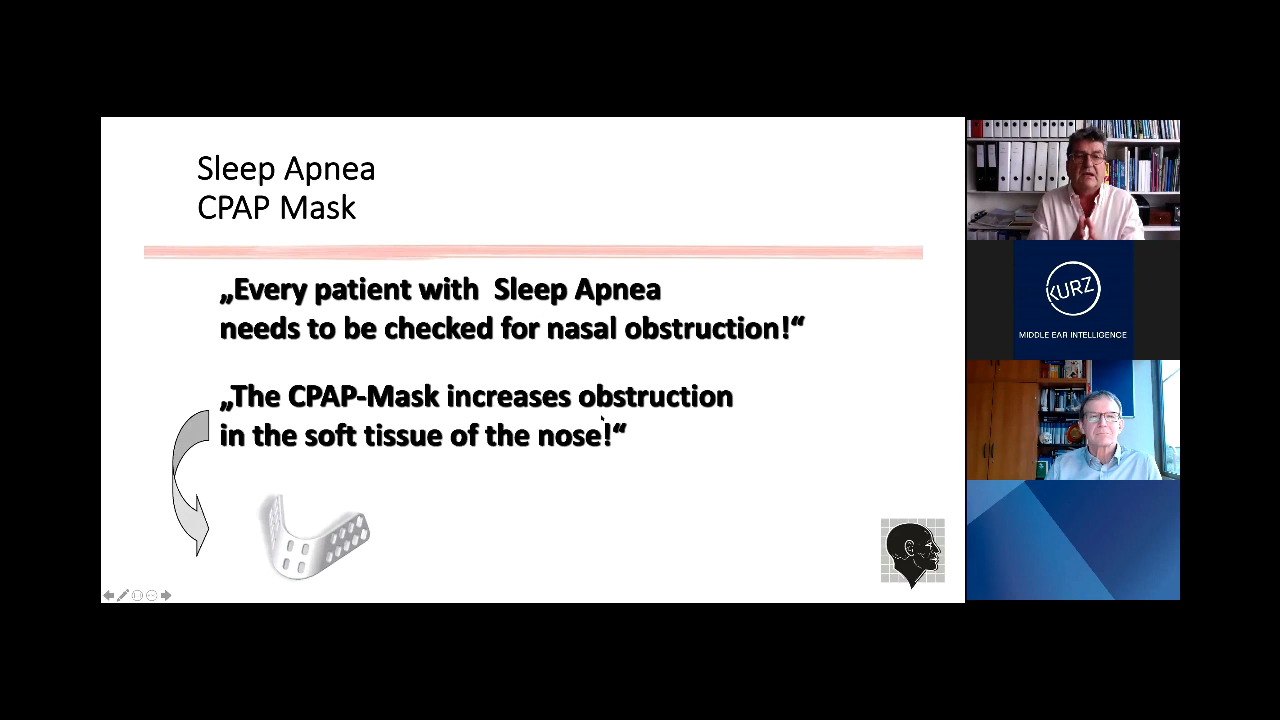 Sleep Apnea
CPAP Mask
„Every patient with  Sleep Apnea
needs to be checked for nasal obstruction!“
„The CPAP-Mask increases obstruction
in the soft tissue of the nose!“
KURZ
MIDDLE EAR INTELLIGENCE